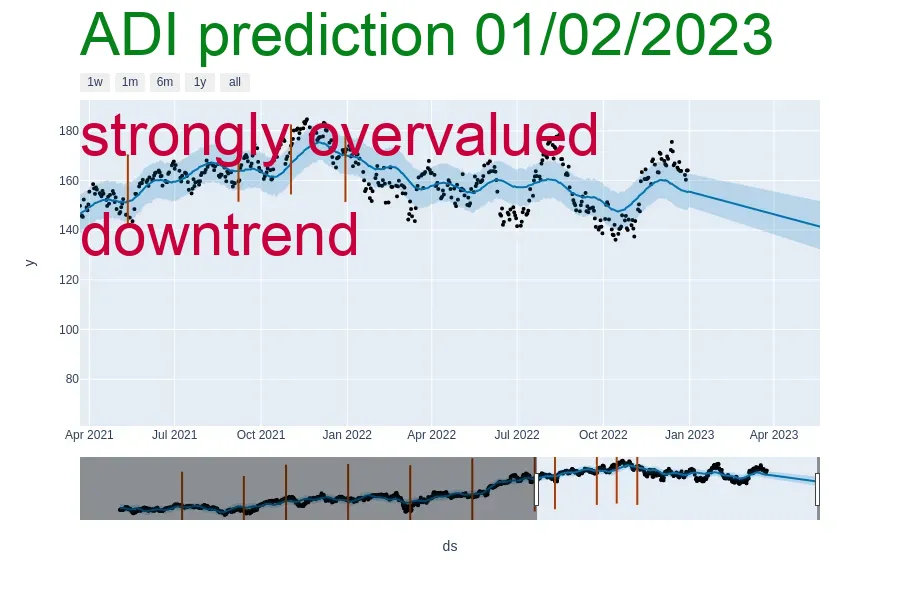 ADI prediction 01/02/2023
1w 1m 6m 1y all
strongly overvalued
downtrend
180
160
140
120
100
80
y
Apr 2021 Jul 2021 Oct 2021 Jan 2022 Apr 2022 Jul 2022 Oct 2022 Jan 2023 Apr 2023
ds